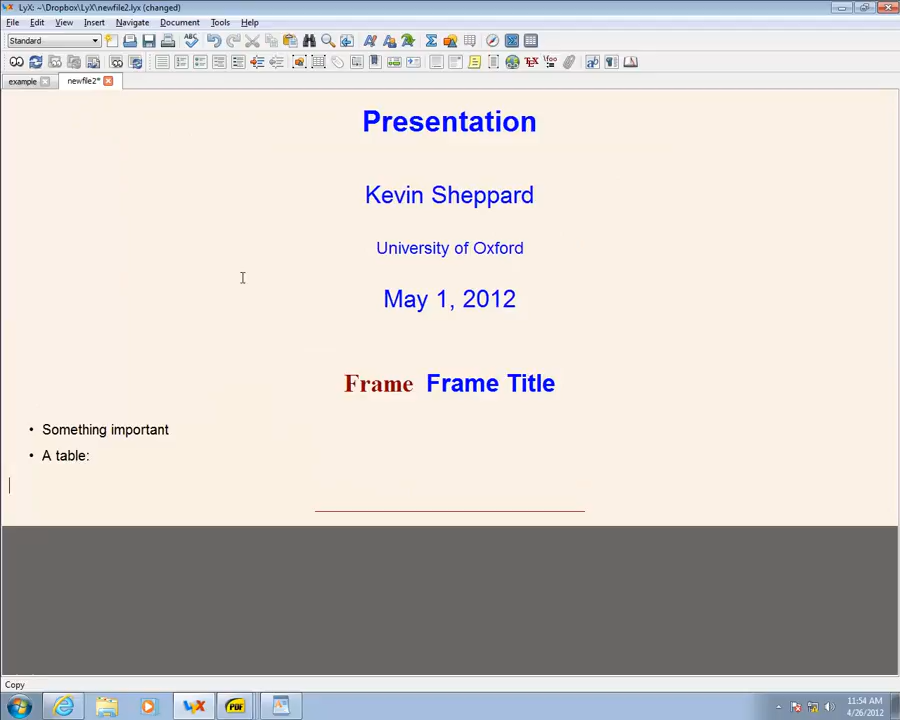 LyX: ~\Dropbox\LyX\newfile2.lyx (changed)
File Edit View Insert Navigate Document Tools Help
Standard
example newfile2*
Presentation
Kevin Sheppard
University of Oxford
May 1, 2012
Frame Frame Title
• Something important
• A table:
Copy
PDF
11:54 AM
4/26/2012